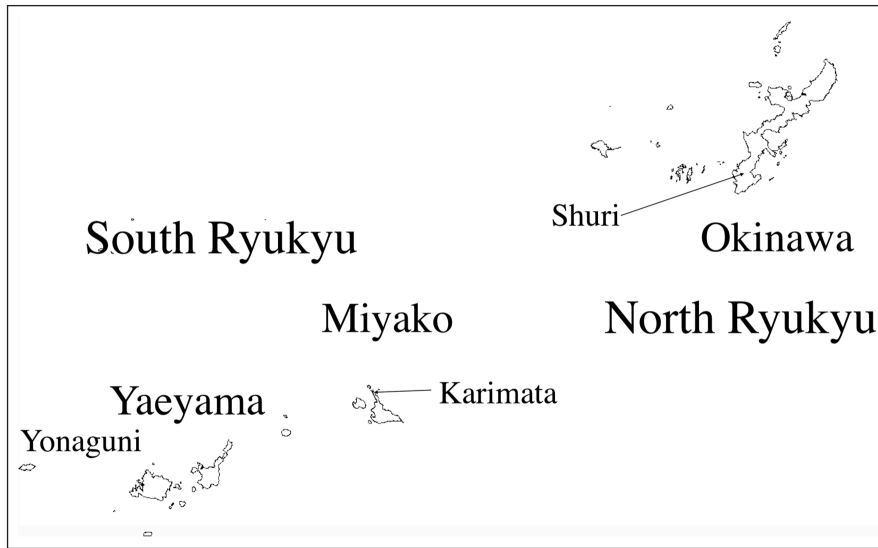 Shuri
South Ryukyu
Okinawa
Miyako
North Ryukyu
Karimata
Yaeyama
Yonaguni